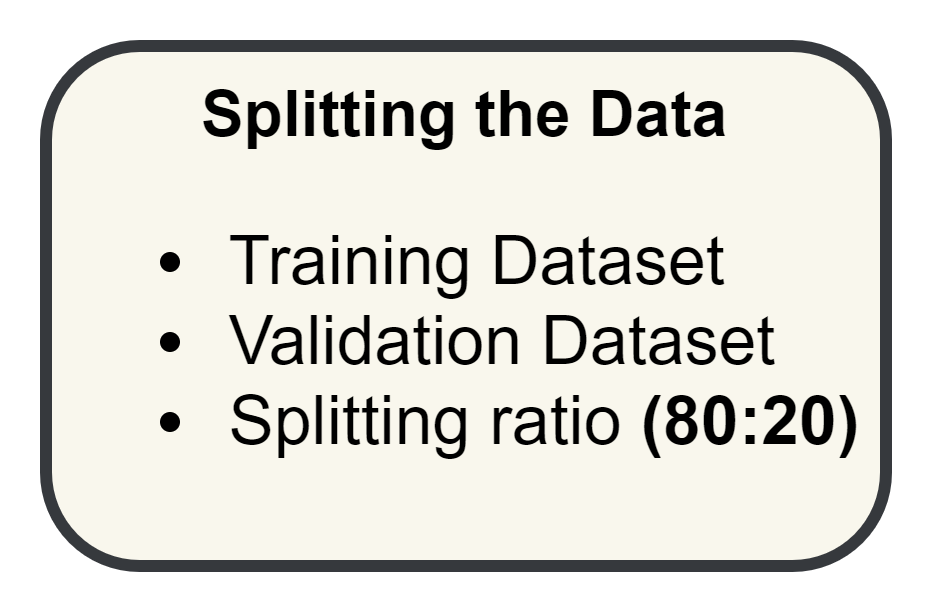 Splitting the Data
• Training Dataset
• Validation Dataset
• Splitting ratio (80:20)